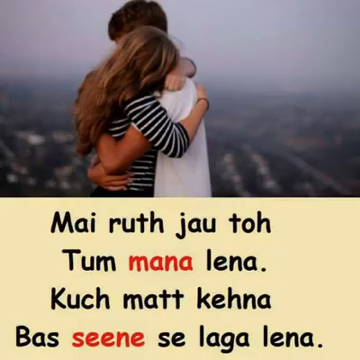 Mai ruth jau toh
Tum mana lena.
Kuch matt kehna
Bas seene se laga lena.